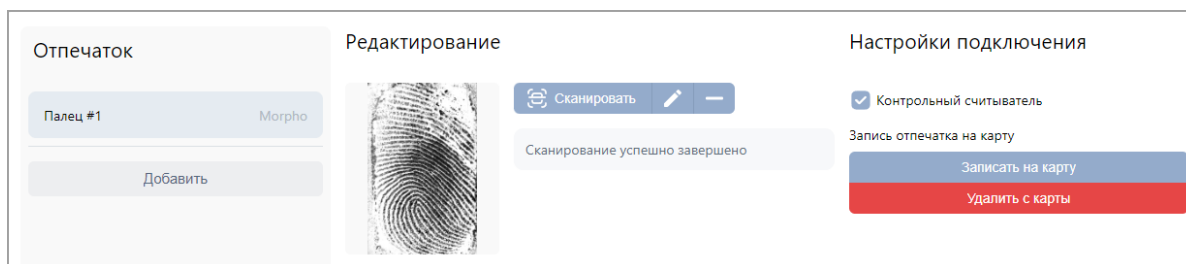 Отпечаток
Палец #1 Morpho
Добавить
Редактирование
Сканировать
Сканирование успешно завершено
Настройки подключения
Контрольный считыватель
Запись отпечатка на карту
Записать на карту
Удалить с карты